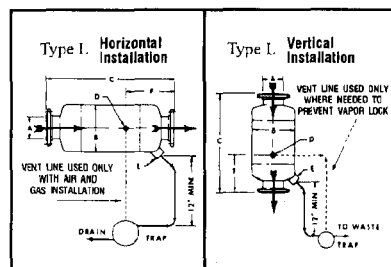 Type L Horizontal Installation
C
F
D
A
B
E
VENT LINE USED ONLY
WITH AIR AND
GAS INSTALLATION
12" MIN
DRAIN
TRAP
Type L Vertical Installation
A
VENT LINE USED ONLY
WHERE NEEDED TO
PREVENT VAPOR LOCK
B
C
D
F
E
12" MIN.
TO WASTE
TRAP